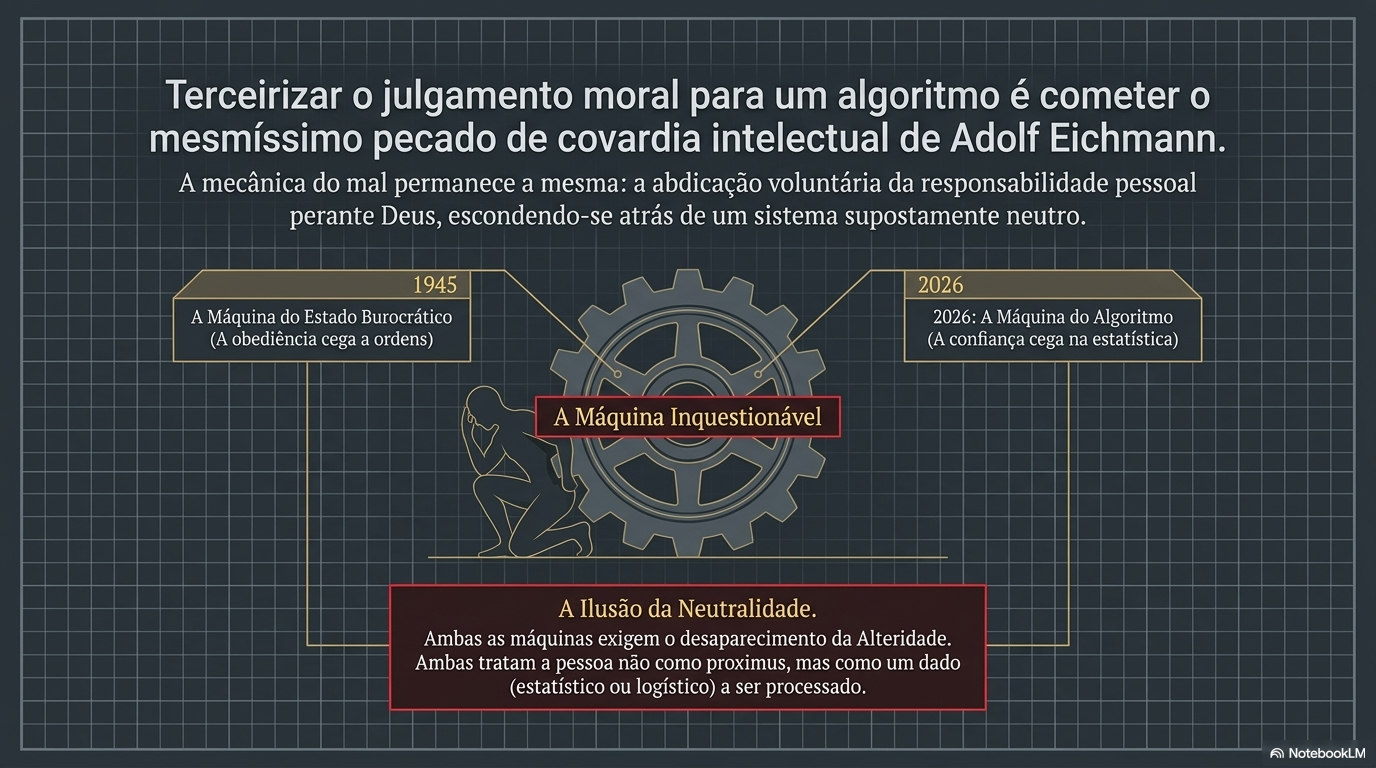 Terceirizar o julgamento moral para um algoritmo é cometer o
mesmíssimo pecado de covardia intelectual de Adolf Eichmann.
A mecânica do mal permanece a mesma: a abdicação voluntária da responsabilidade pessoal
perante Deus, escondendo-se atrás de um sistema supostamente neutro.
1945
A Máquina do Estado Burocrático
(A obediência cega a ordens)
2026
2026: A Máquina do Algoritmo
(A confiança cega na estatística)
A Máquina Inquestionável
A Ilusão da Neutralidade.
Ambas as máquinas exigem o desaparecimento da Alteridade.
Ambas tratam a pessoa não como proximus, mas como um dado
(estatístico ou logístico) a ser processado.
NotebookLM